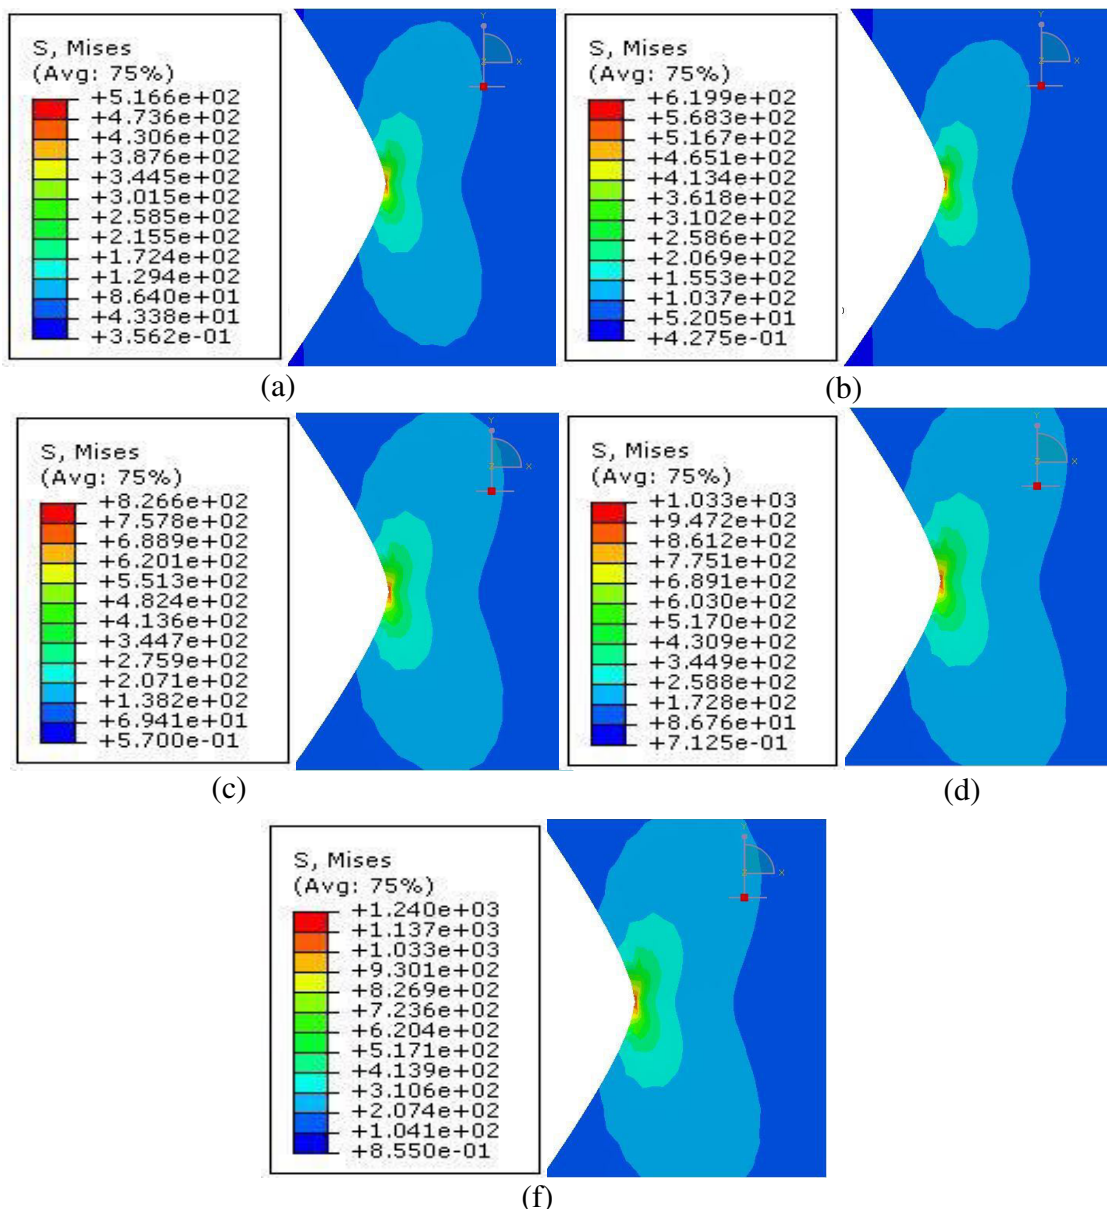 S, Mises
(Avg: 75%)
+5.166e+02
+4.736e+02
+4.306e+02
+3.876e+02
+3.445e+02
+3.015e+02
+2.585e+02
+2.155e+02
+1.724e+02
+1.294e+02
+8.640e+01
+4.338e+01
+3.562e-01
Y
Z
X
(a)
S, Mises
(Avg: 75%)
+6.199e+02
+5.683e+02
+5.167e+02
+4.651e+02
+4.134e+02
+3.618e+02
+3.102e+02
+2.586e+02
+2.069e+02
+1.553e+02
+1.037e+02
+5.205e+01
+4.275e-01
Y
Z
X
(b)
S, Mises
(Avg: 75%)
+8.266e+02
+7.578e+02
+6.889e+02
+6.201e+02
+5.513e+02
+4.824e+02
+4.136e+02
+3.447e+02
+2.759e+02
+2.071e+02
+1.382e+02
+6.941e+01
+5.700e-01
Y
Z
X
(c)
S, Mises
(Avg: 75%)
+1.033e+03
+9.472e+02
+8.612e+02
+7.751e+02
+6.891e+02
+6.030e+02
+5.170e+02
+4.309e+02
+3.449e+02
+2.588e+02
+1.728e+02
+8.676e+01
+7.125e-01
Y
Z
X
(d)
S, Mises
(Avg: 75%)
+1.240e+03
+1.137e+03
+1.033e+03
+9.301e+02
+8.269e+02
+7.236e+02
+6.204e+02
+5.171e+02
+4.139e+02
+3.106e+02
+2.074e+02
+1.041e+02
+8.550e-01
Y
Z
X
(f)